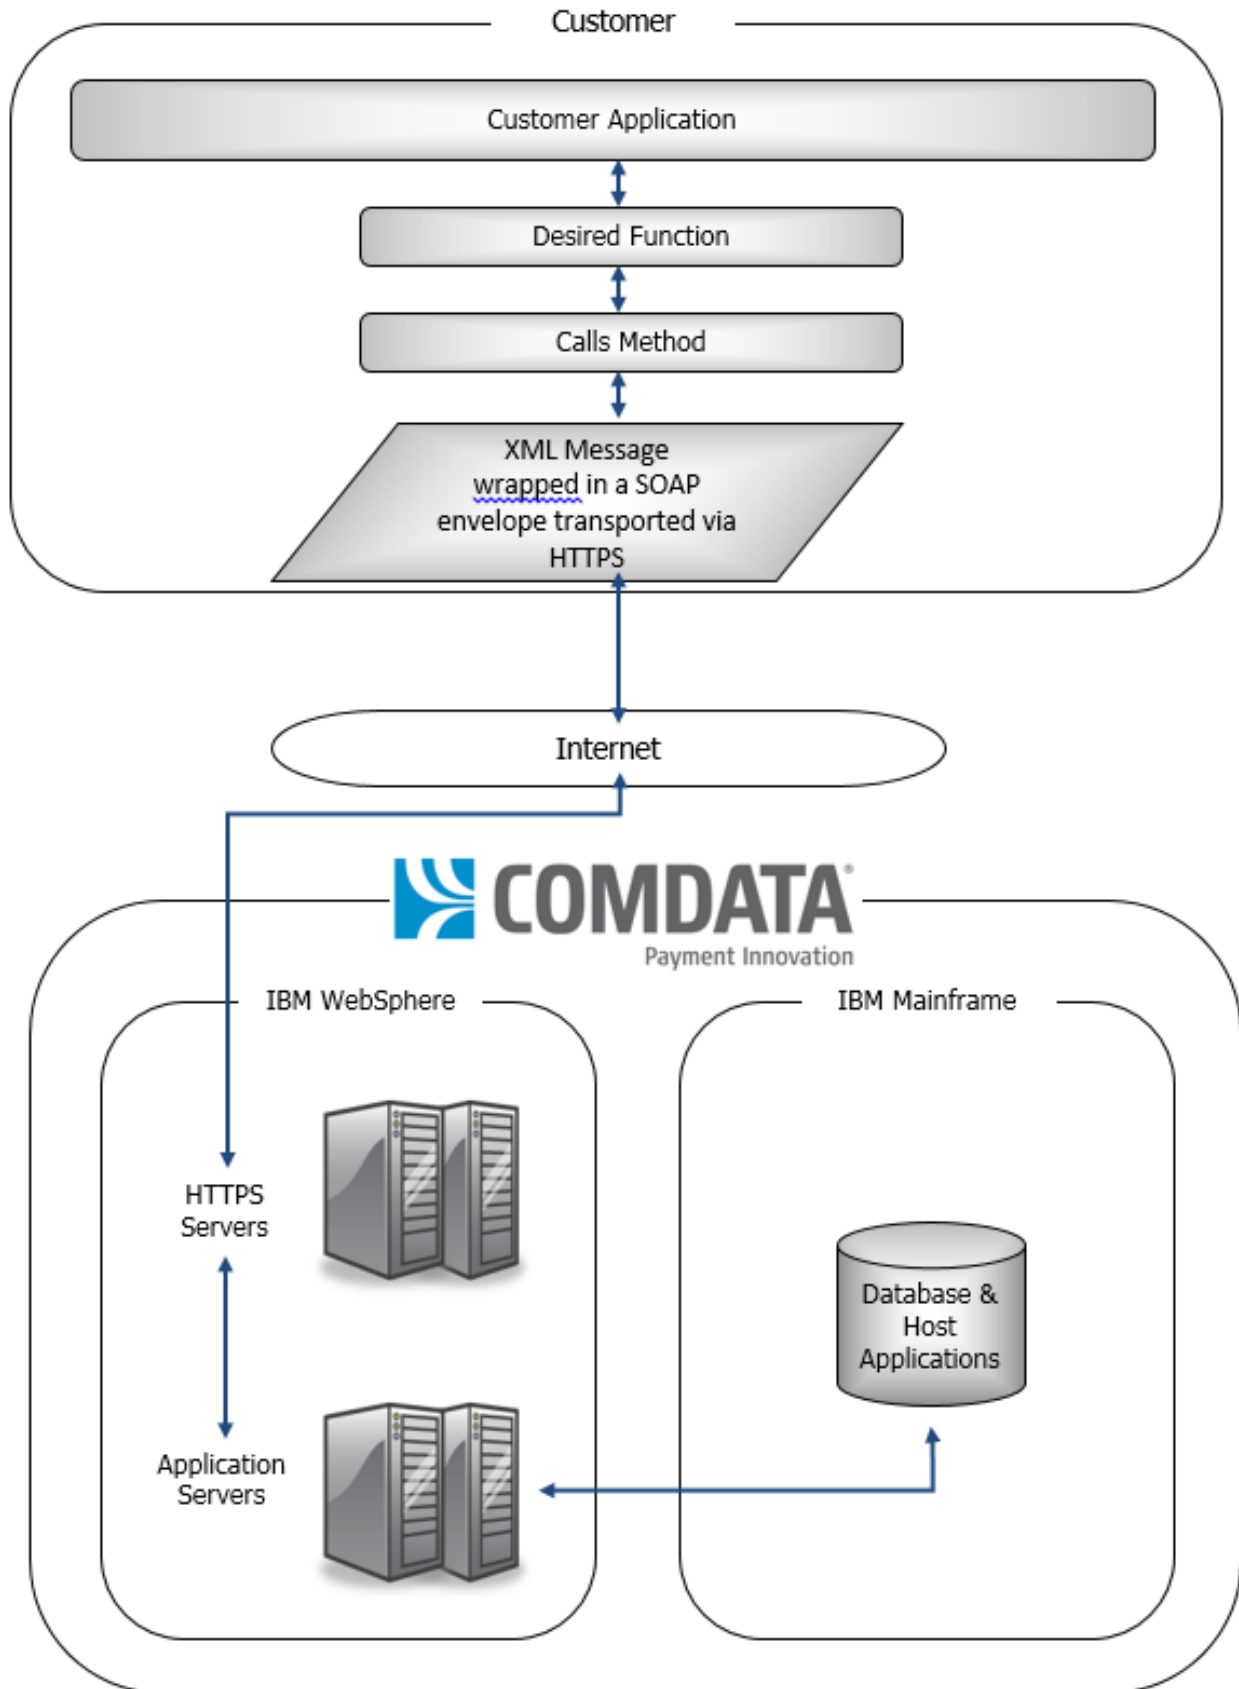 Customer
Customer Application
Desired Function
Calls Method
XML Message
wrapped in a SOAP
envelope transported via
HTTPS
Internet
COMDATA®
Payment Innovation
IBM WebSphere
IBM Mainframe
HTTPS
Servers
Database &
Host
Applications
Application
Servers